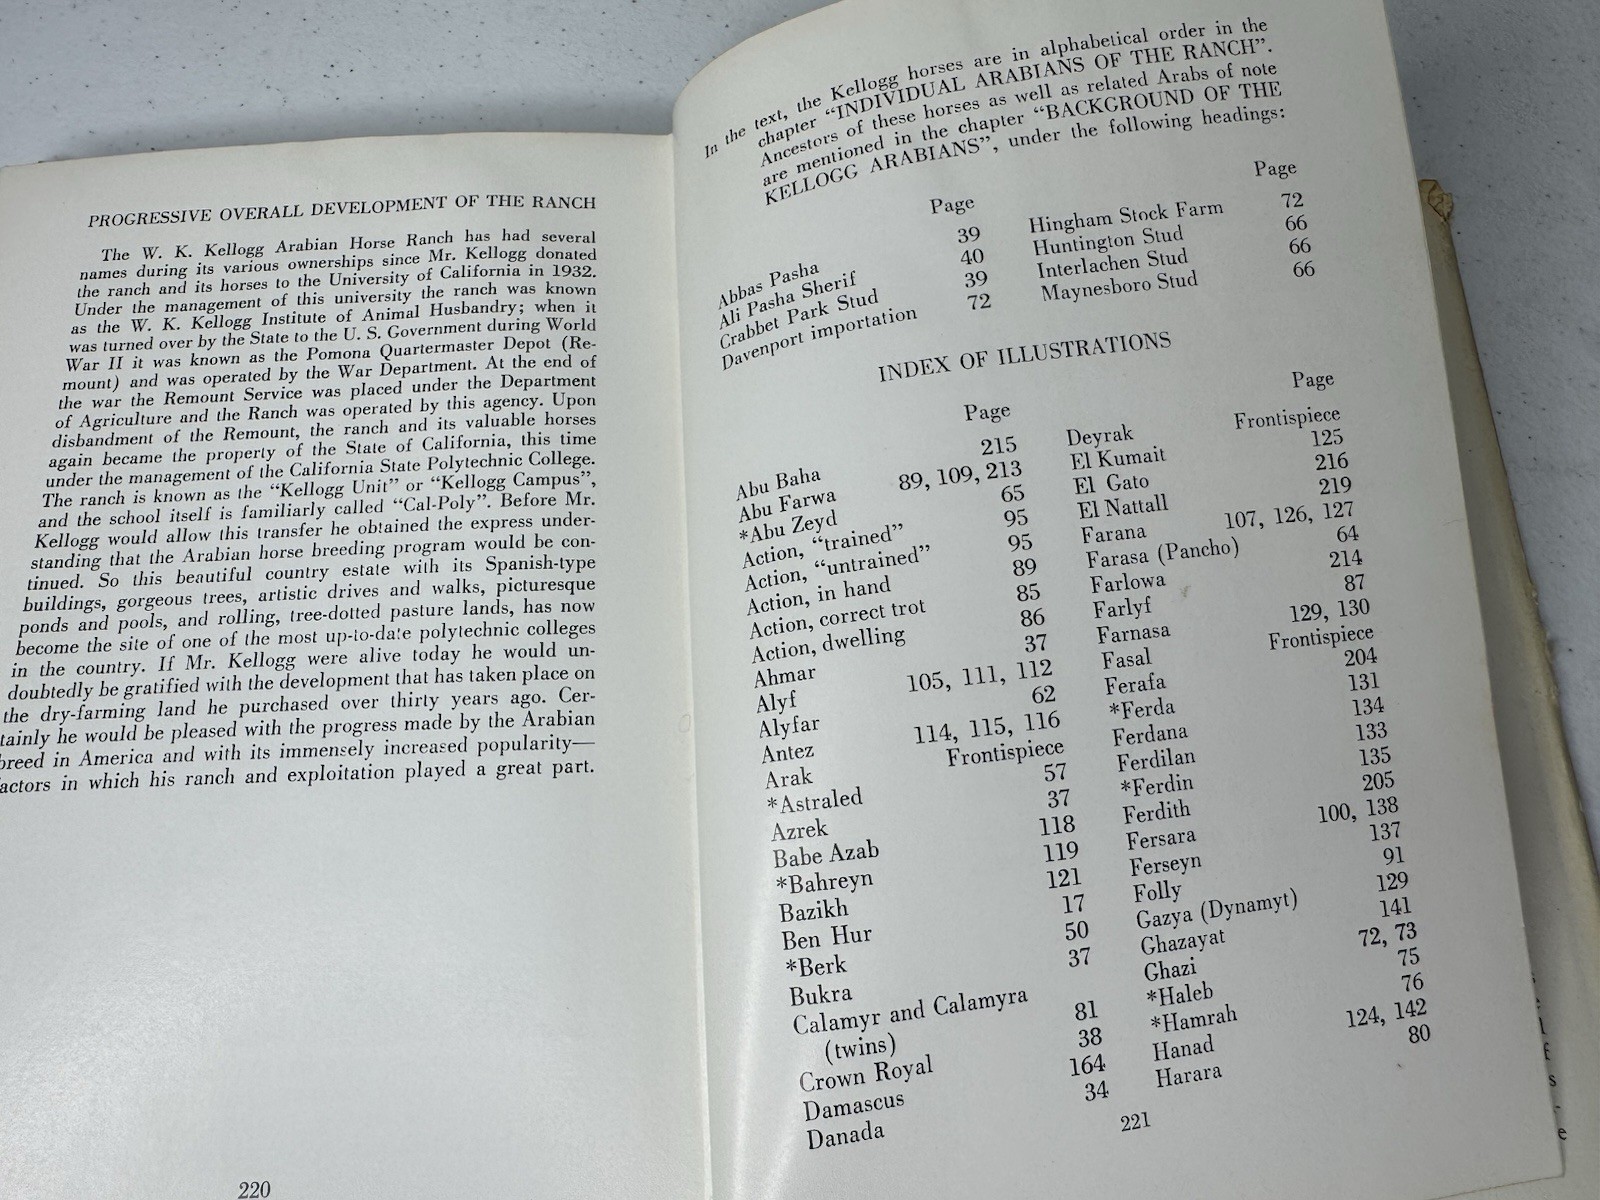 PROGRESSIVE OVERALL DEVELOPMENT OF THE RANCH
The W. K. Kellogg Arabian Horse Ranch has had several
names during its various ownerships since Mr. Kellogg donated
the ranch and its horses to the University of California in 1932.
Under the management of this university the ranch was known
as the W. K. Kellogg Institute of Animal Husbandry; when it
was turned over by the State to the U. S. Government during World
War II it was known as the Pomona Quartermaster Depot (Re-
mount) and was operated by the War Department. At the end of
the war the Remount Service was placed under the Department
of Agriculture and the Ranch was operated by this agency. Upon
disbandment of the Remount, the ranch and its valuable horses
again became the property of the State of California, this time
under the management of the California State Polytechnic College.
The ranch is known as the "Kellogg Unit" or "Kellogg Campus",
and the school itself is familiarly called "Cal-Poly". Before Mr.
Kellogg would allow this transfer he obtained the express under-
standing that the Arabian horse breeding program would be con-
tinued. So this beautiful country estate with its Spanish-type
buildings, gorgeous trees, artistic drives and walks, picturesque
ponds and pools, and rolling, tree-dotted pasture lands, has now
become the site of one of the most up-to-date polytechnic colleges
in the country. If Mr. Kellogg were alive today he would un-
doubtedly be gratified with the development that has taken place on
the dry-farming land he purchased over thirty years ago. Cer-
tainly he would be pleased with the progress made by the Arabian
breed in America and with its immensely increased popularity—
actors in which his ranch and exploitation played a great part.
220
In the text, the Kellogg horses are in alphabetical order in the
chapter "INDIVIDUAL ARABIANS OF THE RANCH".
Ancestors of these horses as well as related Arabs of note
are mentioned in the chapter "BACKGROUND OF THE
KELLOGG ARABIANS", under the following headings:
Page
Abbas Pasha 39
Ali Pasha Sherif 40
Crabbet Park Stud 39
Davenport importation 72
Page
Hingham Stock Farm 72
Huntington Stud 66
Interlachen Stud 66
Maynesboro Stud 66
INDEX OF ILLUSTRATIONS
Page
Abu Baha 215
Abu Farwa 89, 109, 213
*Abu Zeyd 65
Action, "trained" 95
Action, "untrained" 95
Action, in hand 89
Action, correct trot 85
Action, dwelling 86
Ahmar 37
Alyf 105, 111, 112
Alyfar 62
Antez 114, 115, 116
Arak Frontispiece
*Astraled 57
Azrek 37
Babe Azab 118
*Bahreyn 119
Bazikh 121
Ben Hur 17
*Berk 50
Bukra 37
Calamyr and Calamyra
(twins) 81
Crown Royal 38
Damascus 164
Danada 34
Page
Deyrak Frontispiece
El Kumait 125
El Gato 216
El Nattall 219
Farana 107, 126, 127
Farasa (Pancho) 64
Farlowa 214
Farlyf 87
Farnasa 129, 130
Fasal Frontispiece
Ferafa 204
*Ferda 131
Ferdana 134
Ferdilan 133
*Ferdin 135
Ferdith 205
Fersara 100, 138
Ferseyn 137
Folly 91
Gazya (Dynamyt) 129
Ghazayat 141
Ghazi 72, 73
*Haleb 75
*Hamrah 76
Hanad 124, 142
Harara 80
221